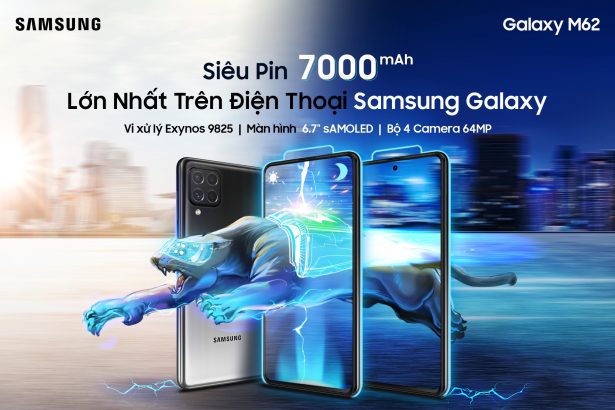 SAMSUNG
Galaxy M62
Siêu Pin 7000mAh
Lớn Nhất Trên Điện Thoại Samsung Galaxy
Vi xử lý Exynos 9825 | Màn hình 6.7" sAMOLED | Bộ 4 Camera 64MP
SAMSUNG